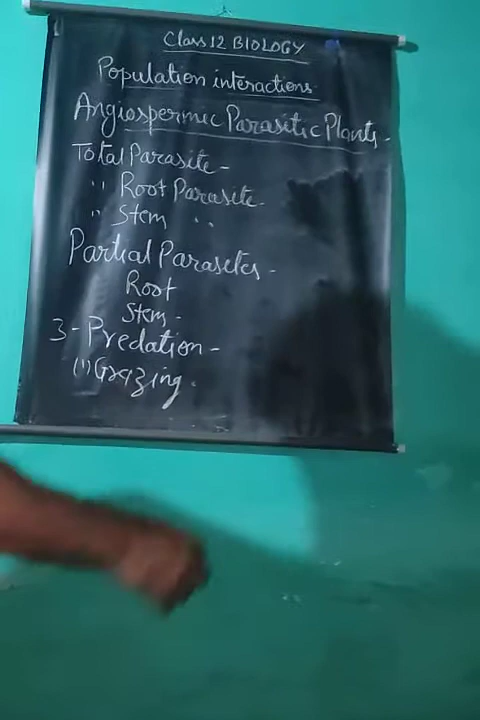 Class 12 BIOLOGY
Population interactions
Angiospermic Parasitic Plants-
Total Parasite-
" Root Parasite-
" Stem "
Partial Parasites-
Root
Stem-
3-Predation-
(i) Grazing.